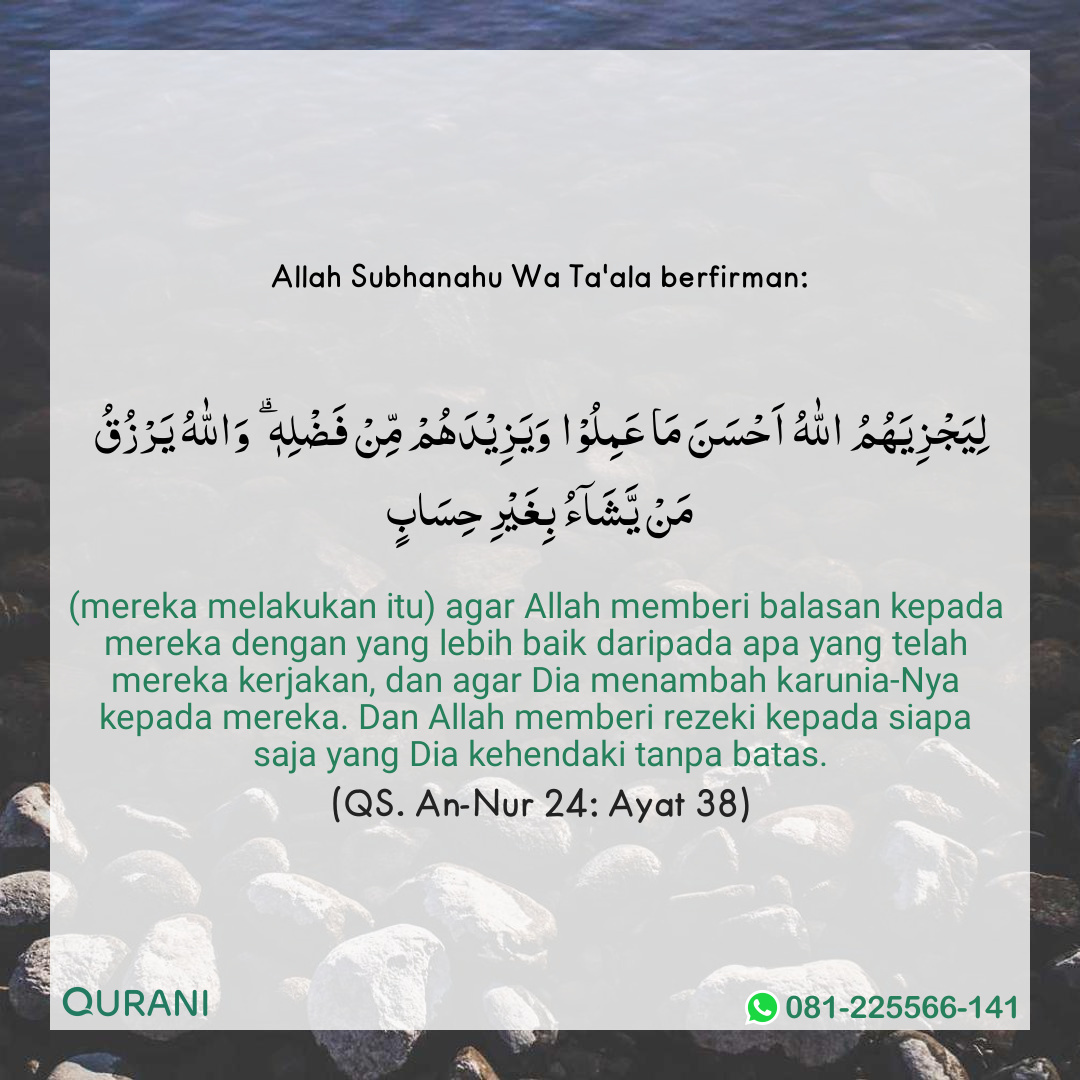 Allah Subhanahu Wa Ta'ala berfirman:
لِيَجْزِيَهُمُ اللّٰهُ اَحْسَنَ مَا عَمِلُوْا وَيَزِيْدَهُمْ مِّنْ فَضْلِهٖ ۗ وَاللّٰهُ يَرْزُقُ
مَنْ يَّشَآءُ بِغَيْرِ حِسَابٍ
(mereka melakukan itu) agar Allah memberi balasan kepada
mereka dengan yang lebih baik daripada apa yang telah
mereka kerjakan, dan agar Dia menambah karunia-Nya
kepada mereka. Dan Allah memberi rezeki kepada siapa
saja yang Dia kehendaki tanpa batas.
(QS. An-Nur 24: Ayat 38)
QURANI
081-225566-141